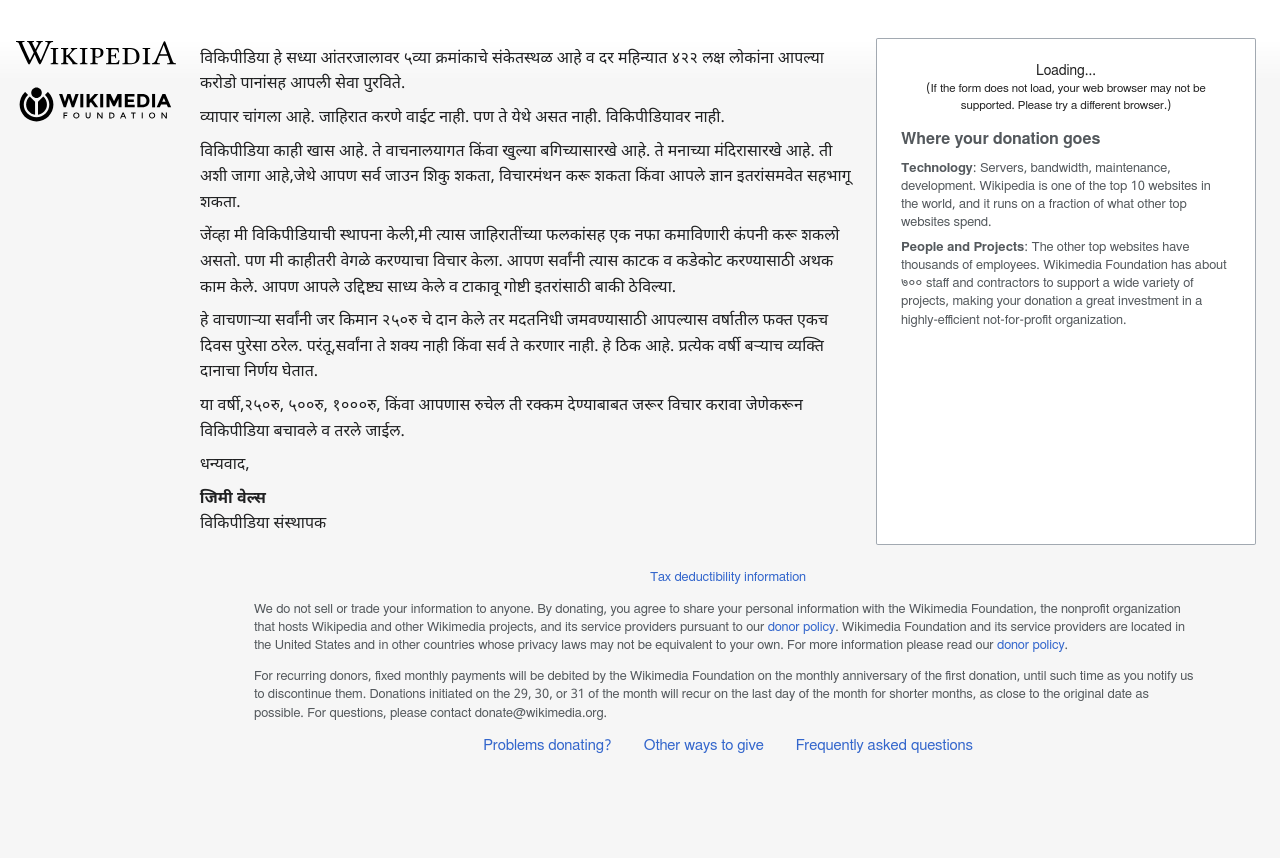 WIKIPEDIA
WIKIMEDIA
FOUNDATION
विकिपीडिया हे सध्या आंतरजालावर ५व्या क्रमांकाचे संकेतस्थळ आहे व दर महिन्यात ४२२ लक्ष लोकांना आपल्या
करोडो पानांसह आपली सेवा पुरविते.
व्यापार चांगला आहे. जाहिरात करणे वाईट नाही. पण ते येथे असत नाही. विकिपीडियावर नाही.
विकिपीडिया काही खास आहे. ते वाचनालयागत किंवा खुल्या बगिच्यासारखे आहे. ते मनाच्या मंदिरासारखे आहे. ती
अशी जागा आहे,जेथे आपण सर्व जाउन शिकु शकता, विचारमंथन करू शकता किंवा आपले ज्ञान इतरांसमवेत सहभागू
शकता.
जेंव्हा मी विकिपीडियाची स्थापना केली,मी त्यास जाहिरातींच्या फलकांसह एक नफा कमाविणारी कंपनी करू शकलो
असतो. पण मी काहीतरी वेगळे करण्याचा विचार केला. आपण सर्वांनी त्यास काटक व कडेकोट करण्यासाठी अथक
काम केले. आपण आपले उद्दिष्ट्य साध्य केले व टाकावू गोष्टी इतरांसाठी बाकी ठेविल्या.
हे वाचणाऱ्या सर्वांनी जर किमान २५०रु चे दान केले तर मदतनिधी जमवण्यासाठी आपल्यास वर्षातील फक्त एकच
दिवस पुरेसा ठरेल. परंतू,सर्वांना ते शक्य नाही किंवा सर्व ते करणार नाही. हे ठिक आहे. प्रत्येक वर्षी बऱ्याच व्यक्ति
दानाचा निर्णय घेतात.
या वर्षी,२५०रु, ५००रु, १०००रु, किंवा आपणास रुचेल ती रक्कम देण्याबाबत जरूर विचार करावा जेणेकरून
विकिपीडिया बचावले व तरले जाईल.
धन्यवाद,
जिमी वेल्स
विकिपीडिया संस्थापक
Loading...
(If the form does not load, your web browser may not be
supported. Please try a different browser.)
Where your donation goes
Technology: Servers, bandwidth, maintenance,
development. Wikipedia is one of the top 10 websites in
the world, and it runs on a fraction of what other top
websites spend.
People and Projects: The other top websites have
thousands of employees. Wikimedia Foundation has about
७०० staff and contractors to support a wide variety of
projects, making your donation a great investment in a
highly-efficient not-for-profit organization.
Tax deductibility information
We do not sell or trade your information to anyone. By donating, you agree to share your personal information with the Wikimedia Foundation, the nonprofit organization
that hosts Wikipedia and other Wikimedia projects, and its service providers pursuant to our donor policy. Wikimedia Foundation and its service providers are located in
the United States and in other countries whose privacy laws may not be equivalent to your own. For more information please read our donor policy.
For recurring donors, fixed monthly payments will be debited by the Wikimedia Foundation on the monthly anniversary of the first donation, until such time as you notify us
to discontinue them. Donations initiated on the 29, 30, or 31 of the month will recur on the last day of the month for shorter months, as close to the original date as
possible. For questions, please contact donate@wikimedia.org.
Problems donating? Other ways to give Frequently asked questions